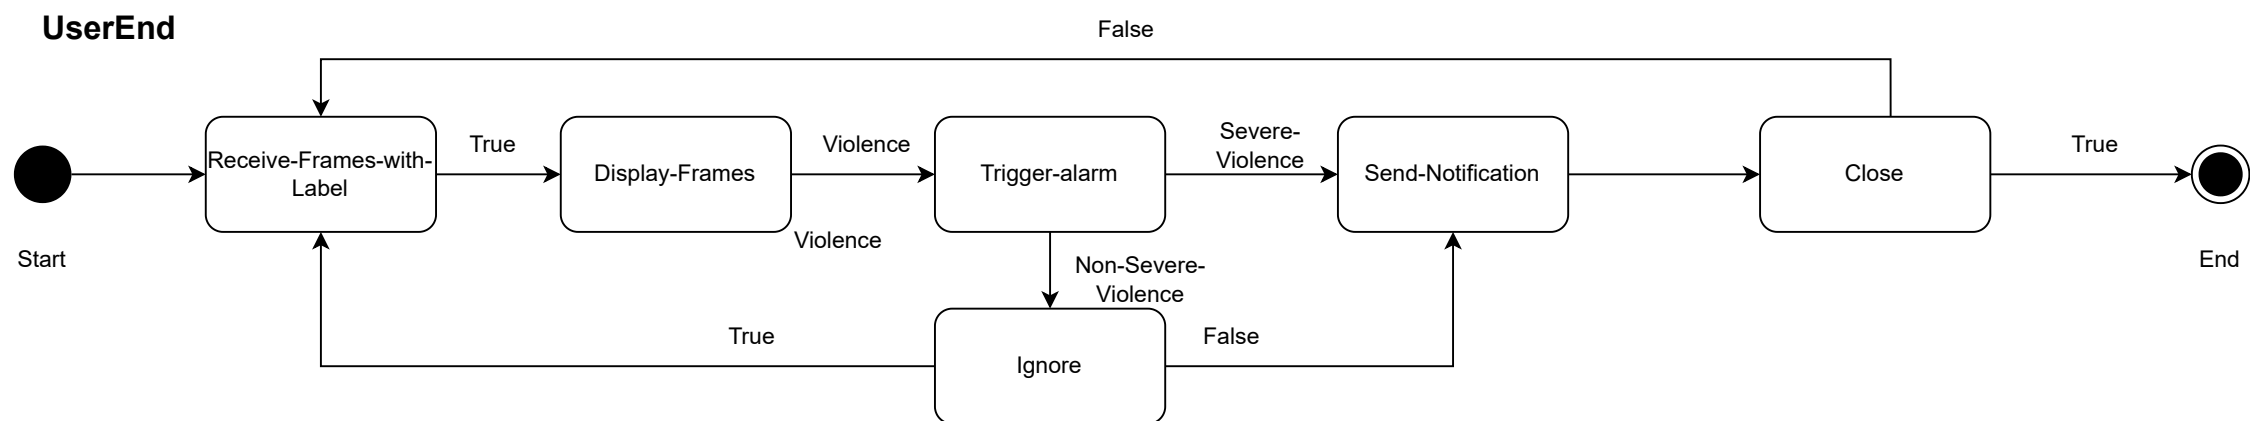 UserEnd
False
True
Violence
Severe-
Violence
True
Receive-Frames-with-
Label
Display-Frames
Trigger-alarm
Send-Notification
Close
Violence
Start
Non-Severe-
Violence
End
True
False
Ignore